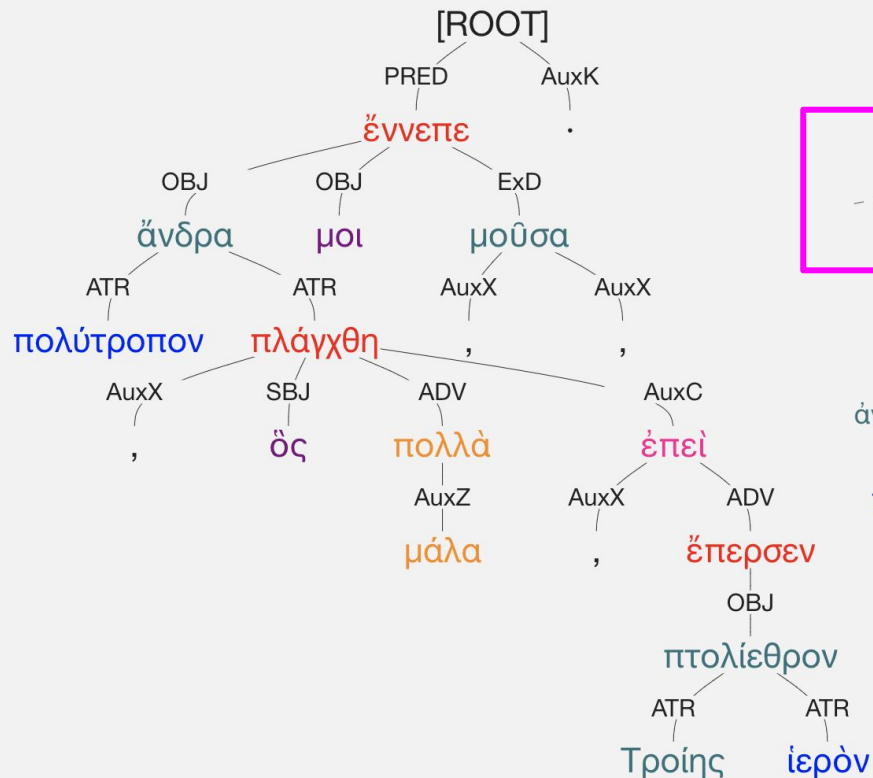 [ROOT]
PRED AuxK
ἔννεπε .
OBJ OBJ ExD
ἄνδρα μοι μοῦσα
ATR ATR AuxX AuxX
πολύτροπον πλάγχθη , ,
AuxX SBJ ADV AuxC
, ὃς πολλὰ ἐπεὶ
AuxZ AuxX ADV
μάλα , ἔπερσεν
OBJ
πτολίεθρον
ATR ATR
Τροίης ἱερὸν